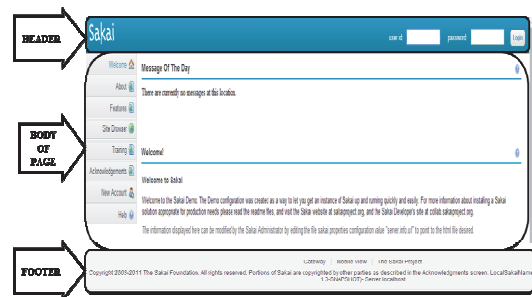 HEADER
Sakai
user id:
password:
Login
Welcome
About
Features
Site Browser
Training
Acknowledgements
New Account
Help
BODY
OF
PAGE
Message Of The Day
There are currently no messages at this location.
Welcome!
Welcome to Sakai
Welcome to the Sakai Demo. The Demo configuration was created as a way to let you get an instance of Sakai up and running quickly and easily. For more information about installing a Sakai
solution appropriate for production needs please read the readme files, and visit the Sakai website at sakaiproject.org, and the Sakai Developer's site at collab.sakaiproject.org.
The information displayed here can be modified by the Sakai Administrator by editing the file sakai.properties configuration value "server.info.url" to point to the html file desired.
FOOTER
Gateway | Mobile View | The Sakai Project
Copyright 2003-2011 The Sakai Foundation. All rights reserved. Portions of Sakai are copyrighted by other parties as described in the Acknowledgments screen. LocalSakaiName
Server localhost